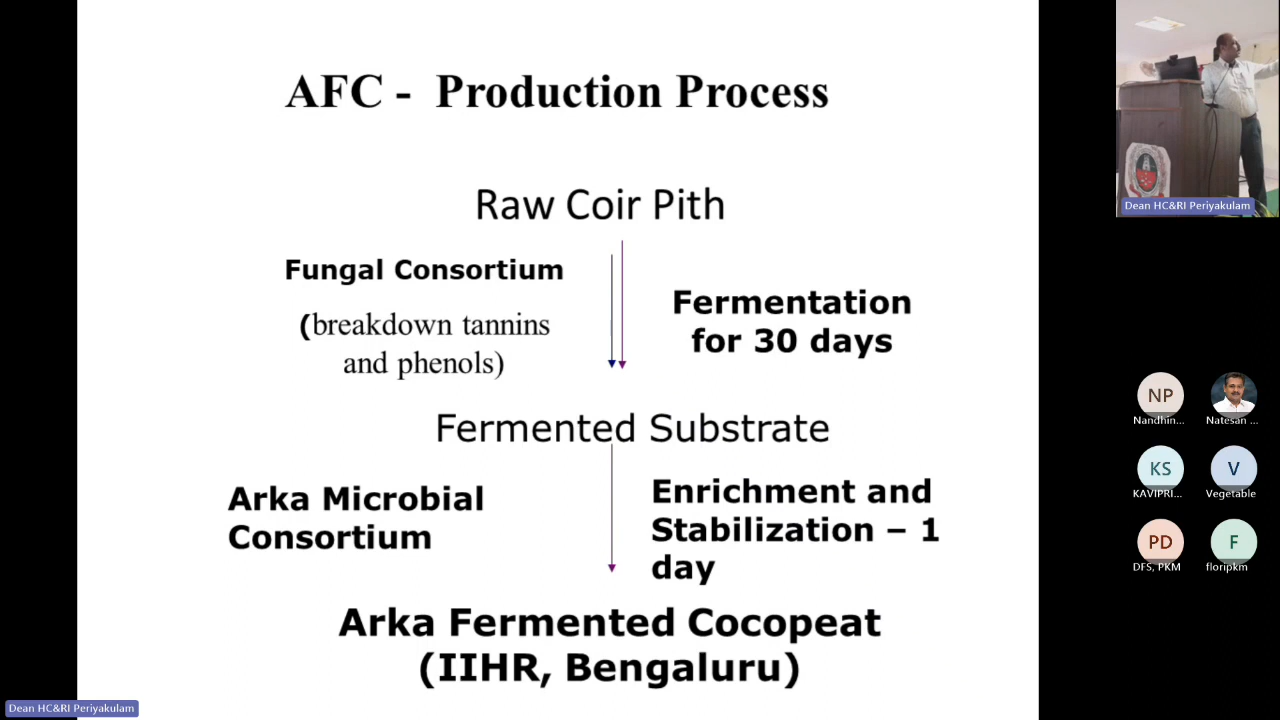 AFC - Production Process
Raw Coir Pith
Fungal Consortium
(breakdown tannins
and phenols)
Fermentation
for 30 days
Fermented Substrate
Arka Microbial
Consortium
Enrichment and
Stabilization – 1
day
Arka Fermented Cocopeat
(IIHR, Bengaluru)
Dean HC&RI Periyakulam
Dean HC&RI Periyakulam
NP
Nandhin...
Natesan ...
KS
KAVIPRI...
V
Vegetable
PD
DFS, PKM
F
floripkm